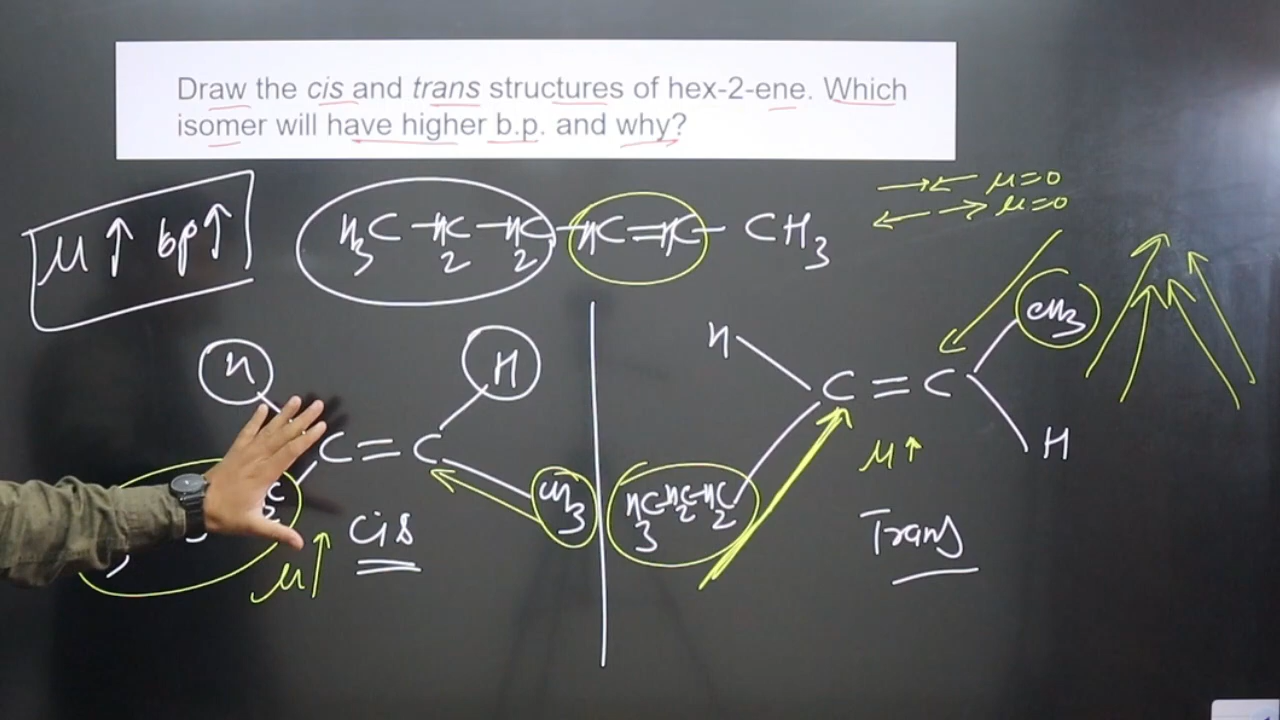 Draw the cis and trans structures of hex-2-ene. Which
isomer will have higher b.p. and why?
μ=0
μ=0
μ↑ bp↑
H₃C-H₂C-H₂C-HC=HC-CH₃
H H
C=C
CH₃
μ↑ Cis
H CH₃
C=C
μ↑ H
H₃C-H₂C-H₂C
Trans